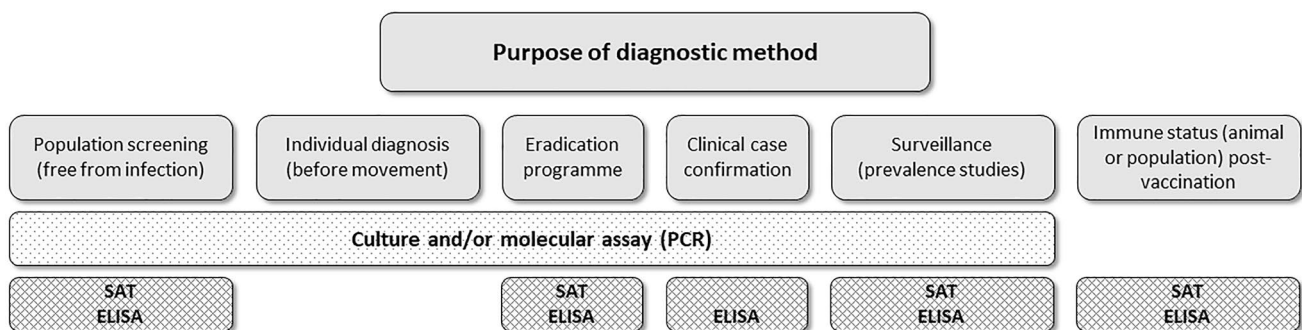 Purpose of diagnostic method
Population screening
(free from infection)
Individual diagnosis
(before movement)
Eradication
programme
Clinical case
confirmation
Surveillance
(prevalence studies)
Immune status (animal
or population) post-
vaccination
Culture and/or molecular assay (PCR)
SAT
ELISA
SAT
ELISA
ELISA
SAT
ELISA
SAT
ELISA